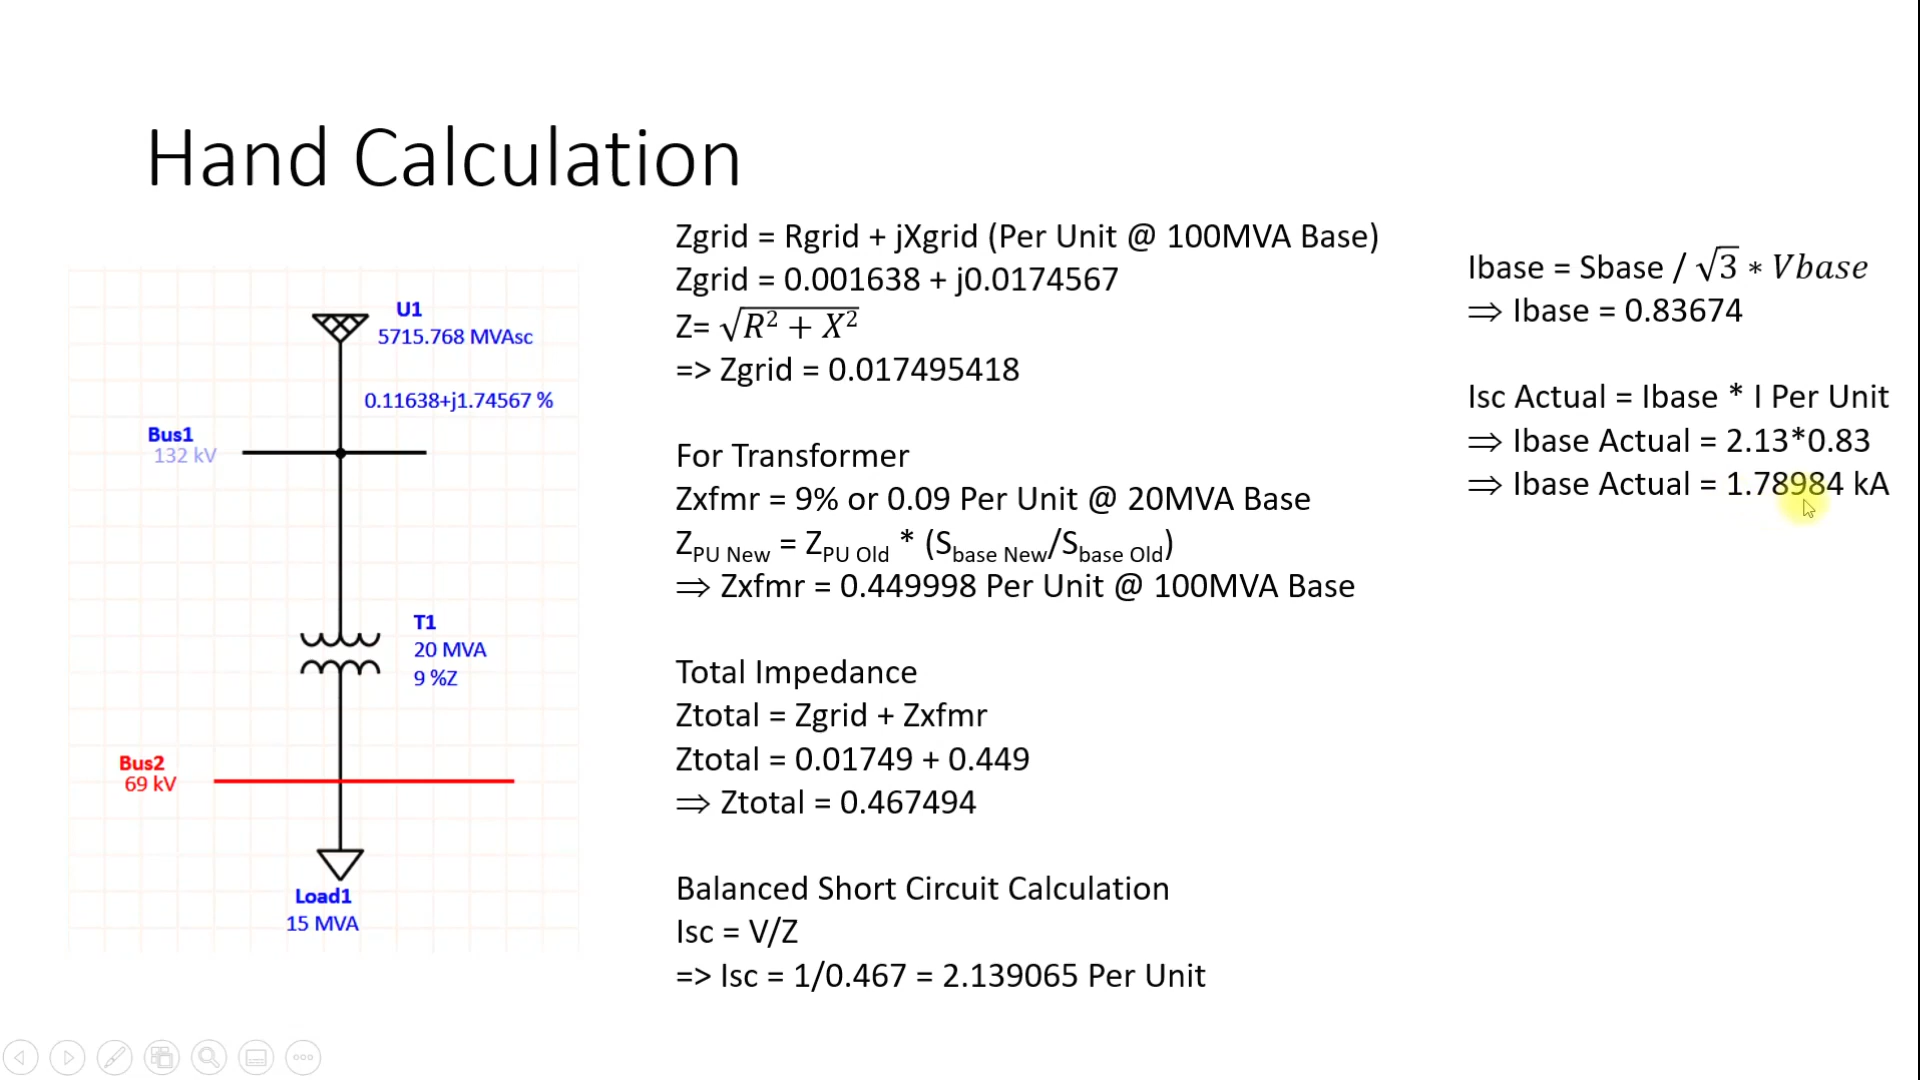 Hand Calculation
U1
5715.768 MVAsc
0.11638+j1.74567 %
Bus1
132 kV
T1
20 MVA
9 %Z
Bus2
69 kV
Load1
15 MVA
Zgrid = Rgrid + jXgrid (Per Unit @ 100MVA Base)
Zgrid = 0.001638 + j0.0174567
Z= √R² + X²
=> Zgrid = 0.017495418
For Transformer
Zxfmr = 9% or 0.09 Per Unit @ 20MVA Base
Z PU New = Z PU Old * (S base New/S base Old)
⇒ Zxfmr = 0.449998 Per Unit @ 100MVA Base
Total Impedance
Ztotal = Zgrid + Zxfmr
Ztotal = 0.01749 + 0.449
⇒ Ztotal = 0.467494
Balanced Short Circuit Calculation
Isc = V/Z
=> Isc = 1/0.467 = 2.139065 Per Unit
Ibase = Sbase / √3 * Vbase
⇒ Ibase = 0.83674
Isc Actual = Ibase * I Per Unit
⇒ Ibase Actual = 2.13*0.83
⇒ Ibase Actual = 1.78984 kA